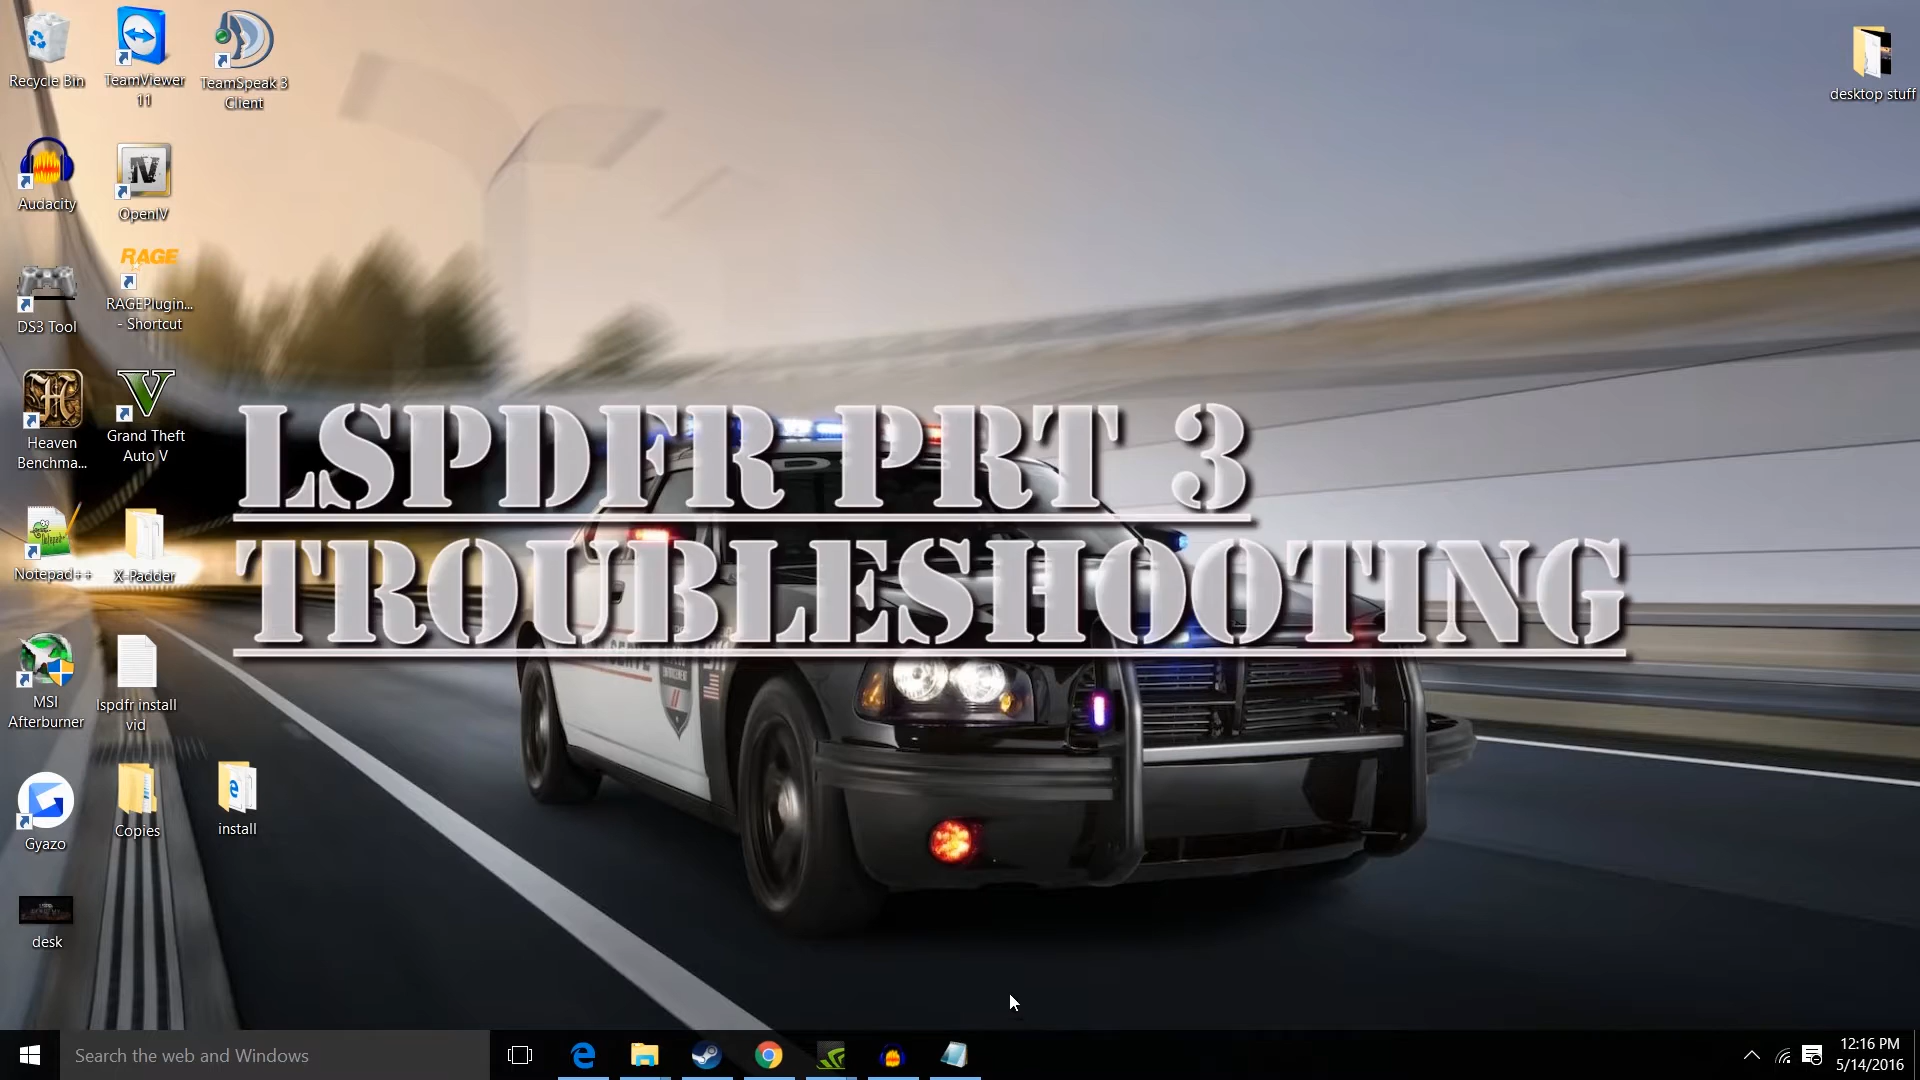 Recycle Bin
TeamViewer
11
TeamSpeak 3
Client
desktop stuff
Audacity
IV
OpenIV
RAGE
DS3 Tool
RAGEPlugin...
- Shortcut
Heaven
Benchma...
V
Grand Theft
Auto V
LSPDFR PRT 3
TROUBLESHOOTING
Notepad++
X-Padder
MSI
Afterburner
lspdfr install
vid
Gyazo
Copies
install
desk
Search the web and Windows
12:16 PM
5/14/2016